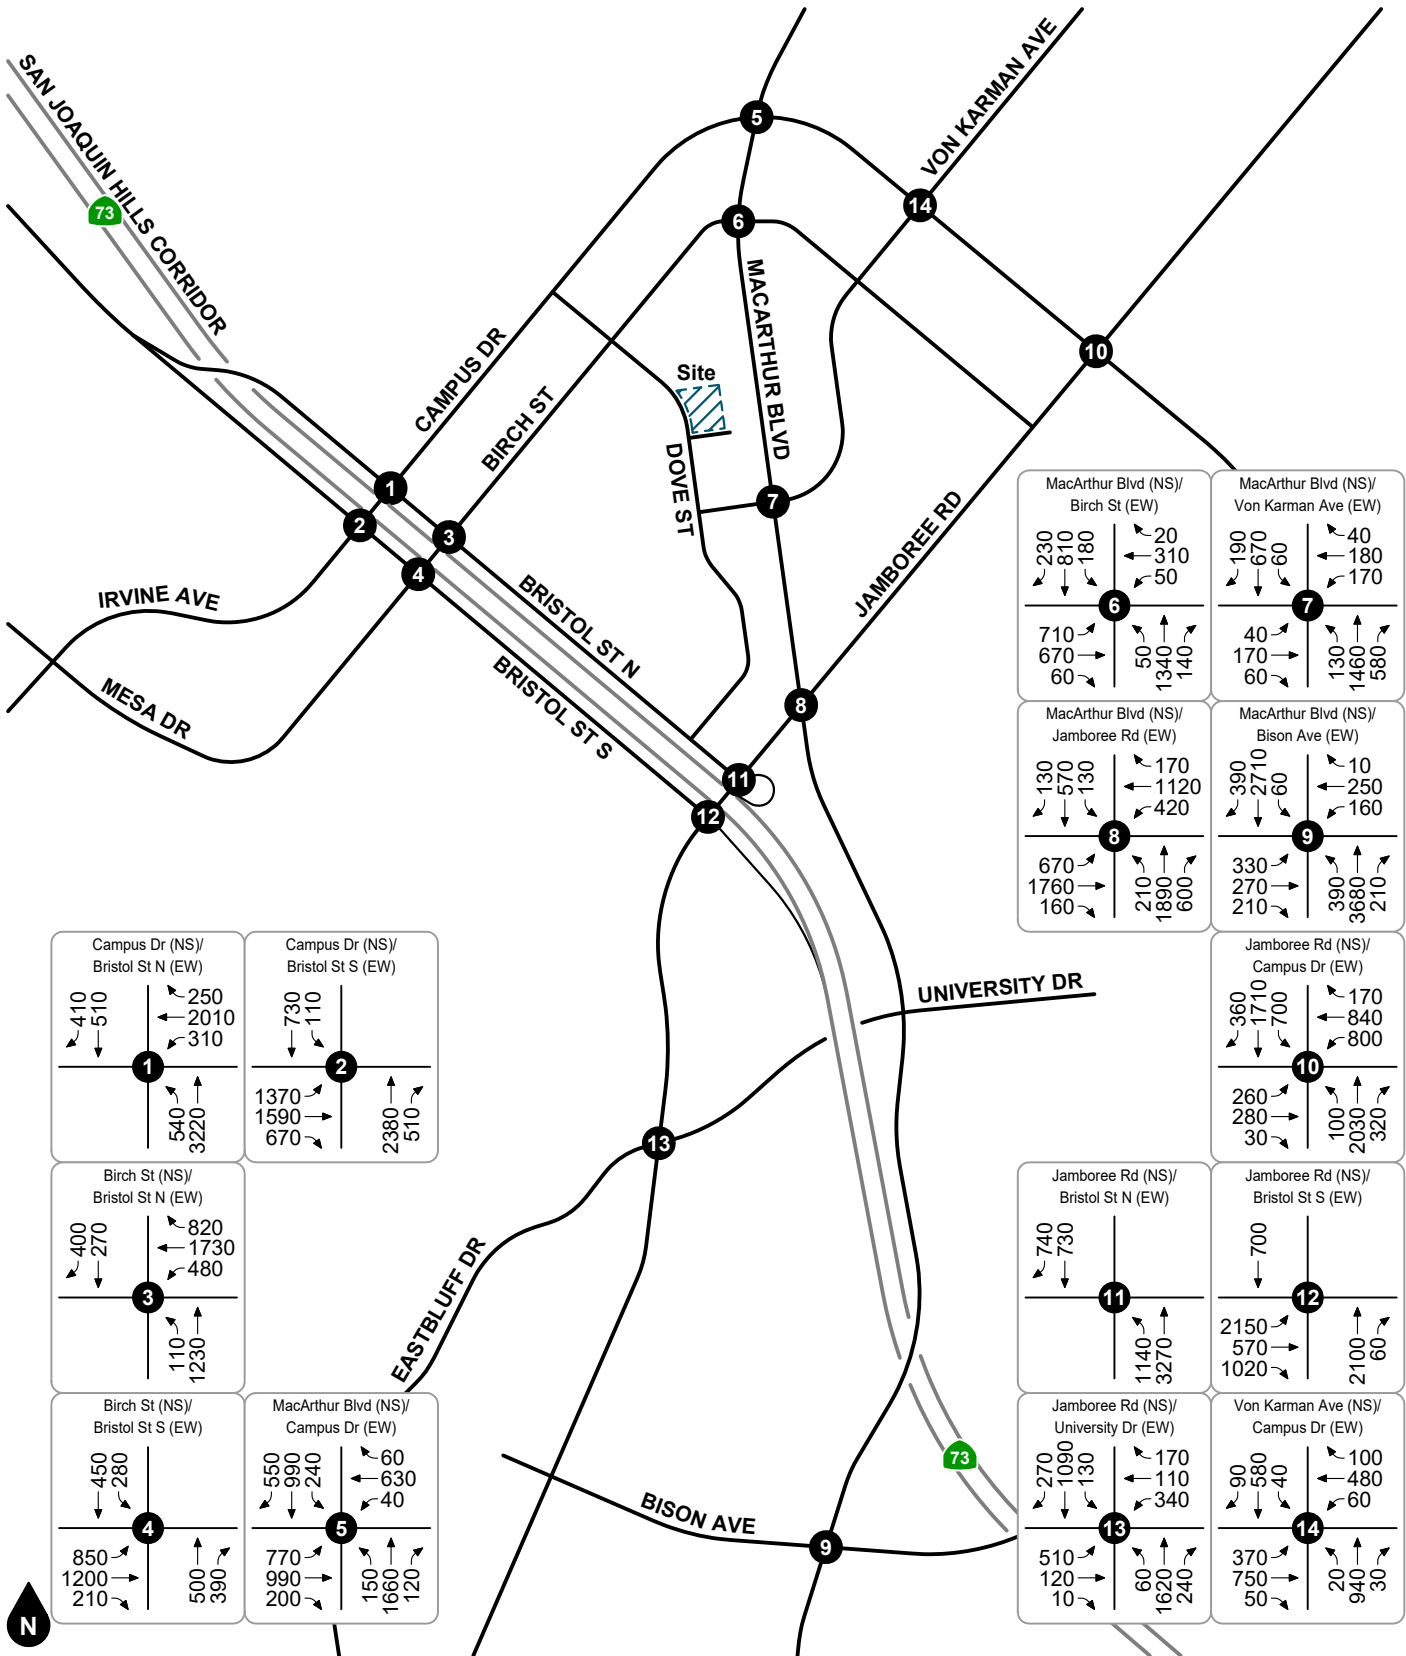 SAN JOAQUIN HILLS CORRIDOR
73
VON KARMAN AVE
5
14
6
MACARTHUR BLVD
10
CAMPUS DR
Site
BIRCH ST
DOVE ST
1
2
3
4
7
JAMBOREE RD
IRVINE AVE
BRISTOL ST N
BRISTOL ST S
MESA DR
8
11
12
UNIVERSITY DR
13
EASTBLUFF DR
73
BISON AVE
9
N
MacArthur Blvd (NS)/
Birch St (EW)
230 810 180
20
310
50
6
710
670
60
50 1340 140
MacArthur Blvd (NS)/
Von Karman Ave (EW)
190 670 60
40
180
170
7
40
170
60
130 1460 580
MacArthur Blvd (NS)/
Jamboree Rd (EW)
130 570 130
170
1120
420
8
670
1760
160
210 1890 600
MacArthur Blvd (NS)/
Bison Ave (EW)
390 2710 60
10
250
160
9
330
270
210
390 3680 210
Campus Dr (NS)/
Bristol St N (EW)
410 510
250
2010
310
1
540 3220
Campus Dr (NS)/
Bristol St S (EW)
730 110
2
1370
1590
670
2380 510
Jamboree Rd (NS)/
Campus Dr (EW)
360 1710 700
170
840
800
10
260
280
30
100 2030 320
Birch St (NS)/
Bristol St N (EW)
400 270
820
1730
480
3
110 1230
Jamboree Rd (NS)/
Bristol St N (EW)
740 730
11
1140 3270
Jamboree Rd (NS)/
Bristol St S (EW)
700
12
2150
570
1020
2100 60
Birch St (NS)/
Bristol St S (EW)
450 280
4
850
1200
210
500 390
MacArthur Blvd (NS)/
Campus Dr (EW)
550 990 240
60
630
40
5
770
990
200
150 1660 120
Jamboree Rd (NS)/
University Dr (EW)
270 1090 130
170
110
340
13
510
120
10
60 1620 240
Von Karman Ave (NS)/
Campus Dr (EW)
90 580 40
100
480
60
14
370
750
50
20 940 30